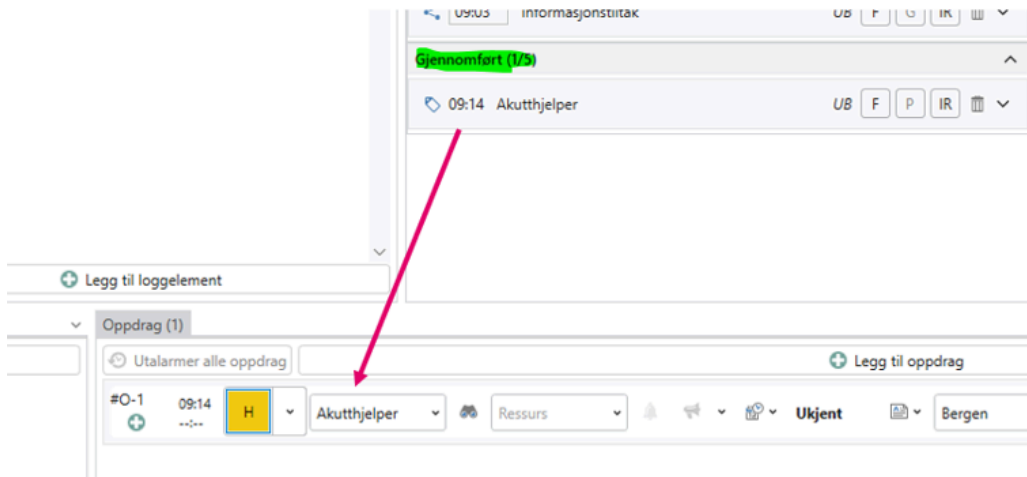 09:03 Informasjonstiltak UB F G IR
Gjennomført (1/5)
09:14 Akutthjelper UB F P IR
Legg til loggelement
Oppdrag (1)
Utalarmer alle oppdrag
Legg til oppdrag
#O-1 09:14 H Akutthjelper Ressurs Ukjent Bergen
--:--